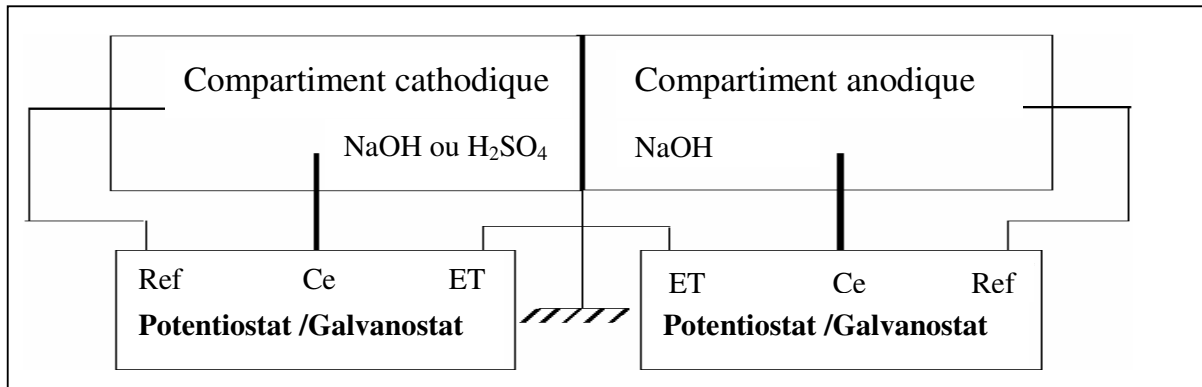 Compartiment cathodique
Compartiment anodique
NaOH ou H₂SO₄
NaOH
Ref Ce ET
ET Ce Ref
Potentiostat /Galvanostat
Potentiostat /Galvanostat